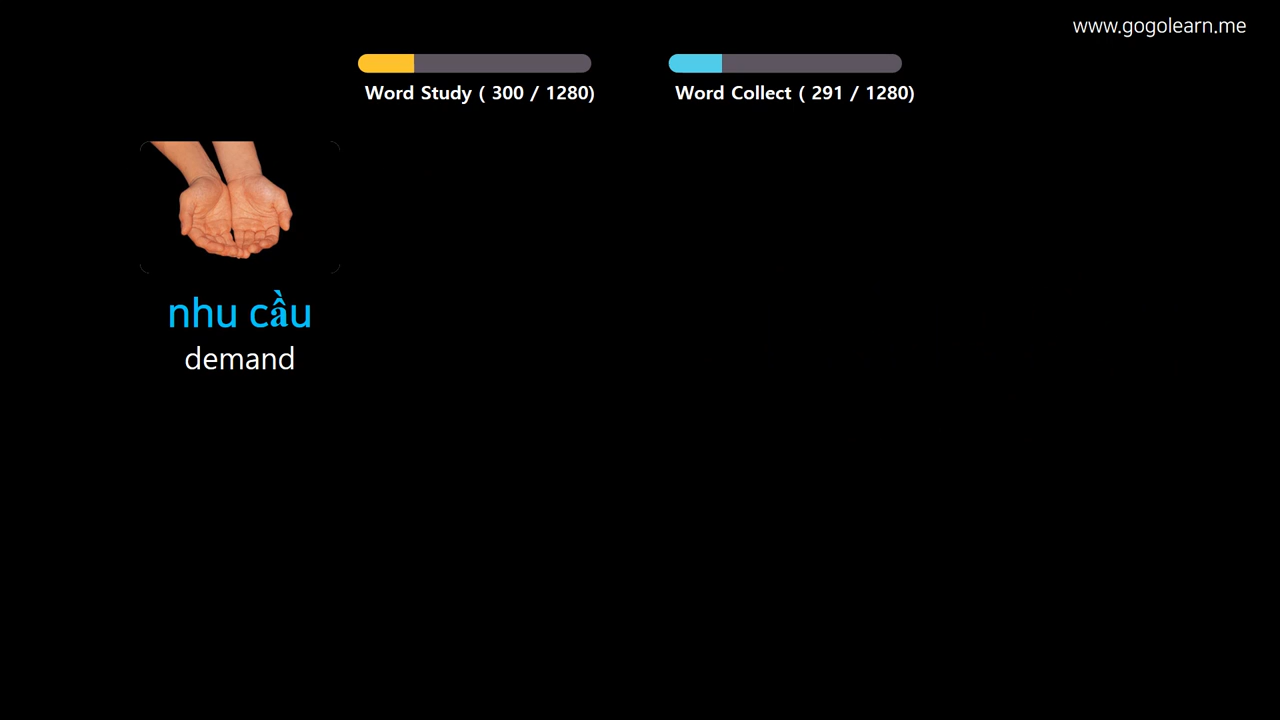 www.gogolearn.me
Word Study ( 300 / 1280)
Word Collect ( 291 / 1280)
nhu cầu
demand